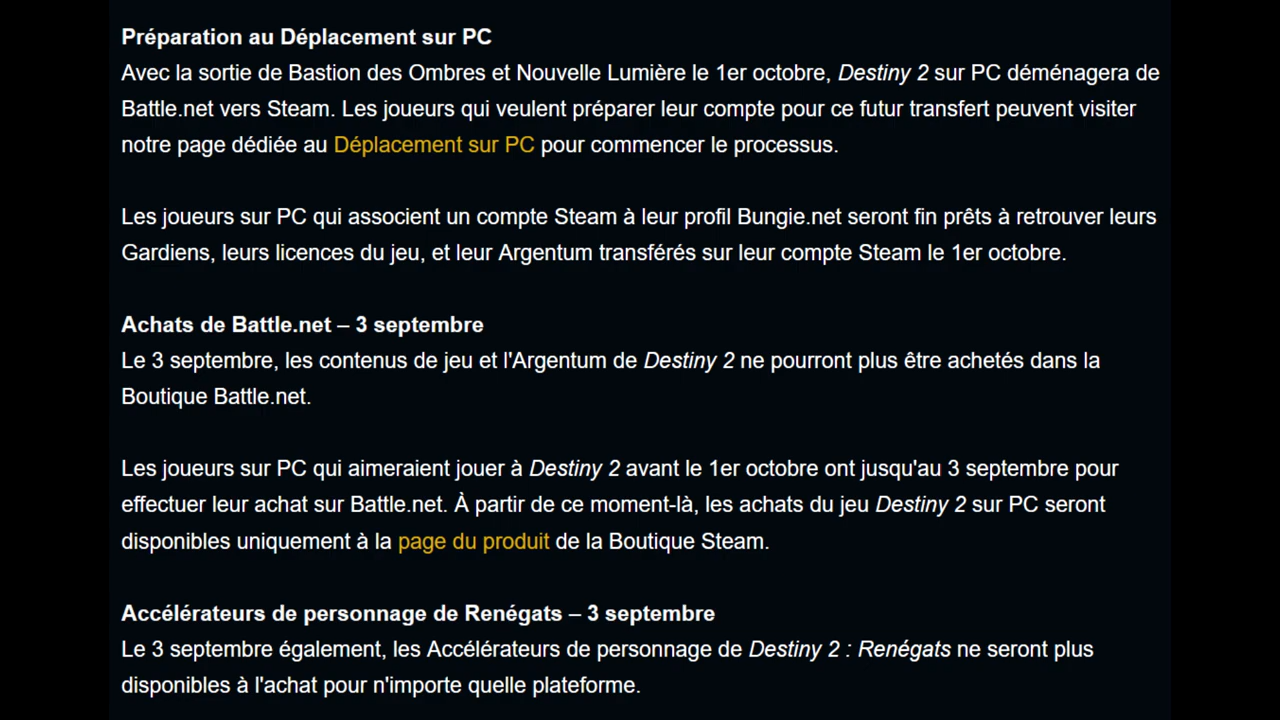 Préparation au Déplacement sur PC
Avec la sortie de Bastion des Ombres et Nouvelle Lumière le 1er octobre, Destiny 2 sur PC déménagera de
Battle.net vers Steam. Les joueurs qui veulent préparer leur compte pour ce futur transfert peuvent visiter
notre page dédiée au Déplacement sur PC pour commencer le processus.
Les joueurs sur PC qui associent un compte Steam à leur profil Bungie.net seront fin prêts à retrouver leurs
Gardiens, leurs licences du jeu, et leur Argentum transférés sur leur compte Steam le 1er octobre.
Achats de Battle.net – 3 septembre
Le 3 septembre, les contenus de jeu et l'Argentum de Destiny 2 ne pourront plus être achetés dans la
Boutique Battle.net.
Les joueurs sur PC qui aimeraient jouer à Destiny 2 avant le 1er octobre ont jusqu'au 3 septembre pour
effectuer leur achat sur Battle.net. À partir de ce moment-là, les achats du jeu Destiny 2 sur PC seront
disponibles uniquement à la page du produit de la Boutique Steam.
Accélérateurs de personnage de Renégats – 3 septembre
Le 3 septembre également, les Accélérateurs de personnage de Destiny 2 : Renégats ne seront plus
disponibles à l'achat pour n'importe quelle plateforme.